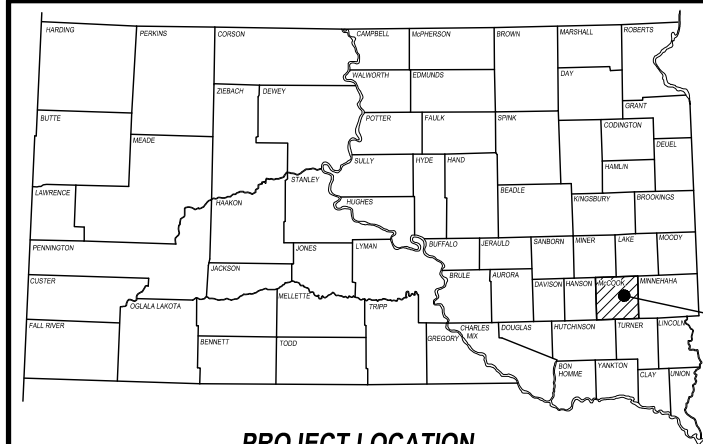 HARDING
PERKINS
CORSON
CAMPBELL
McPHERSON
BROWN
MARSHALL
ROBERTS
WALWORTH
EDMUNDS
DAY
ZIEBACH
DEWEY
GRANT
BUTTE
POTTER
FAULK
SPINK
CODINGTON
MEADE
DEUEL
SULLY
HYDE
HAND
HAMLIN
STANLEY
LAWRENCE
BEADLE
HAAKON
HUGHES
KINGSBURY
BROOKINGS
PENNINGTON
JONES
LYMAN
BUFFALO
JERAULD
SANBORN
MINER
LAKE
MOODY
JACKSON
BRULE
AURORA
CUSTER
DAVISON
HANSON
McCOOK
MINNEHAHA
OGLALA LAKOTA
MELLETTE
TRIPP
FALL RIVER
GREGORY
CHARLES
MIX
DOUGLAS
HUTCHINSON
TURNER
LINCOLN
BENNETT
TODD
BON
HOMME
YANKTON
CLAY
UNION
PROJECT LOCATION